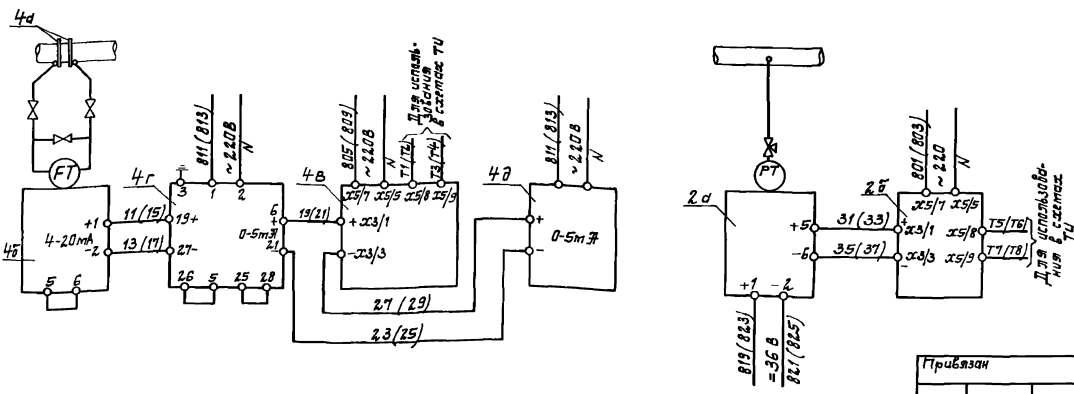 4а
FT
4б
4-20mA
+1
-2
5
6
11 (15)
13 (17)
4г
3
811 (813)
~220В
N
1
2
19+
27-
6
+
0-5mA
21
-
26
5
25
28
19 (21)
4в
805 (809)
~220В
N
Т1(Т2)
Т3(Т4)
Для исполь-
зования
в схемах ТИ
х5/7
х5/5
х5/8
х5/9
+ х3/1
-х3/3
27 (29)
23 (25)
4д
811 (813)
~220В
N
+
-
0-5mA
PT
2а
+5
-6
+1
-2
819 (823)
=36 В
821 (825)
31 (33)
35 (37)
2б
801 (803)
~220
N
х5/7
х5/5
+
х3/1
х3/3
-
х5/8
х5/9
Т5(Т6)
Т7(Т8)
Для использова-
ния в схемах
ТИ
Привязан